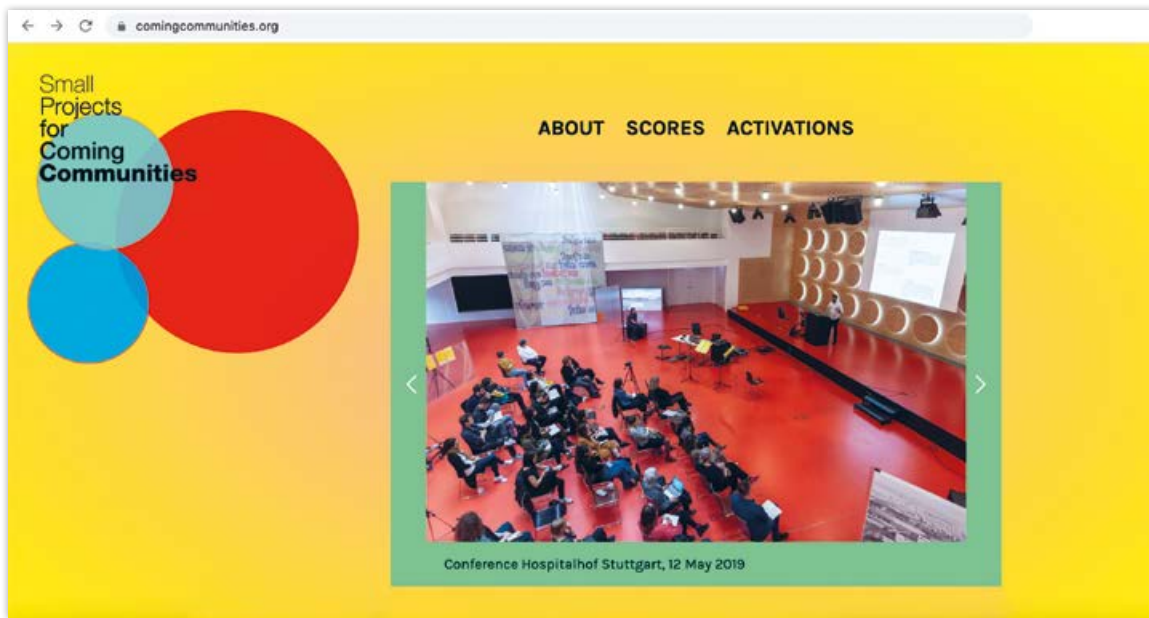 comingcommunities.org
Small
Projects
for
Coming
Communities
ABOUT SCORES ACTIVATIONS
Conference Hospitalhof Stuttgart, 12 May 2019